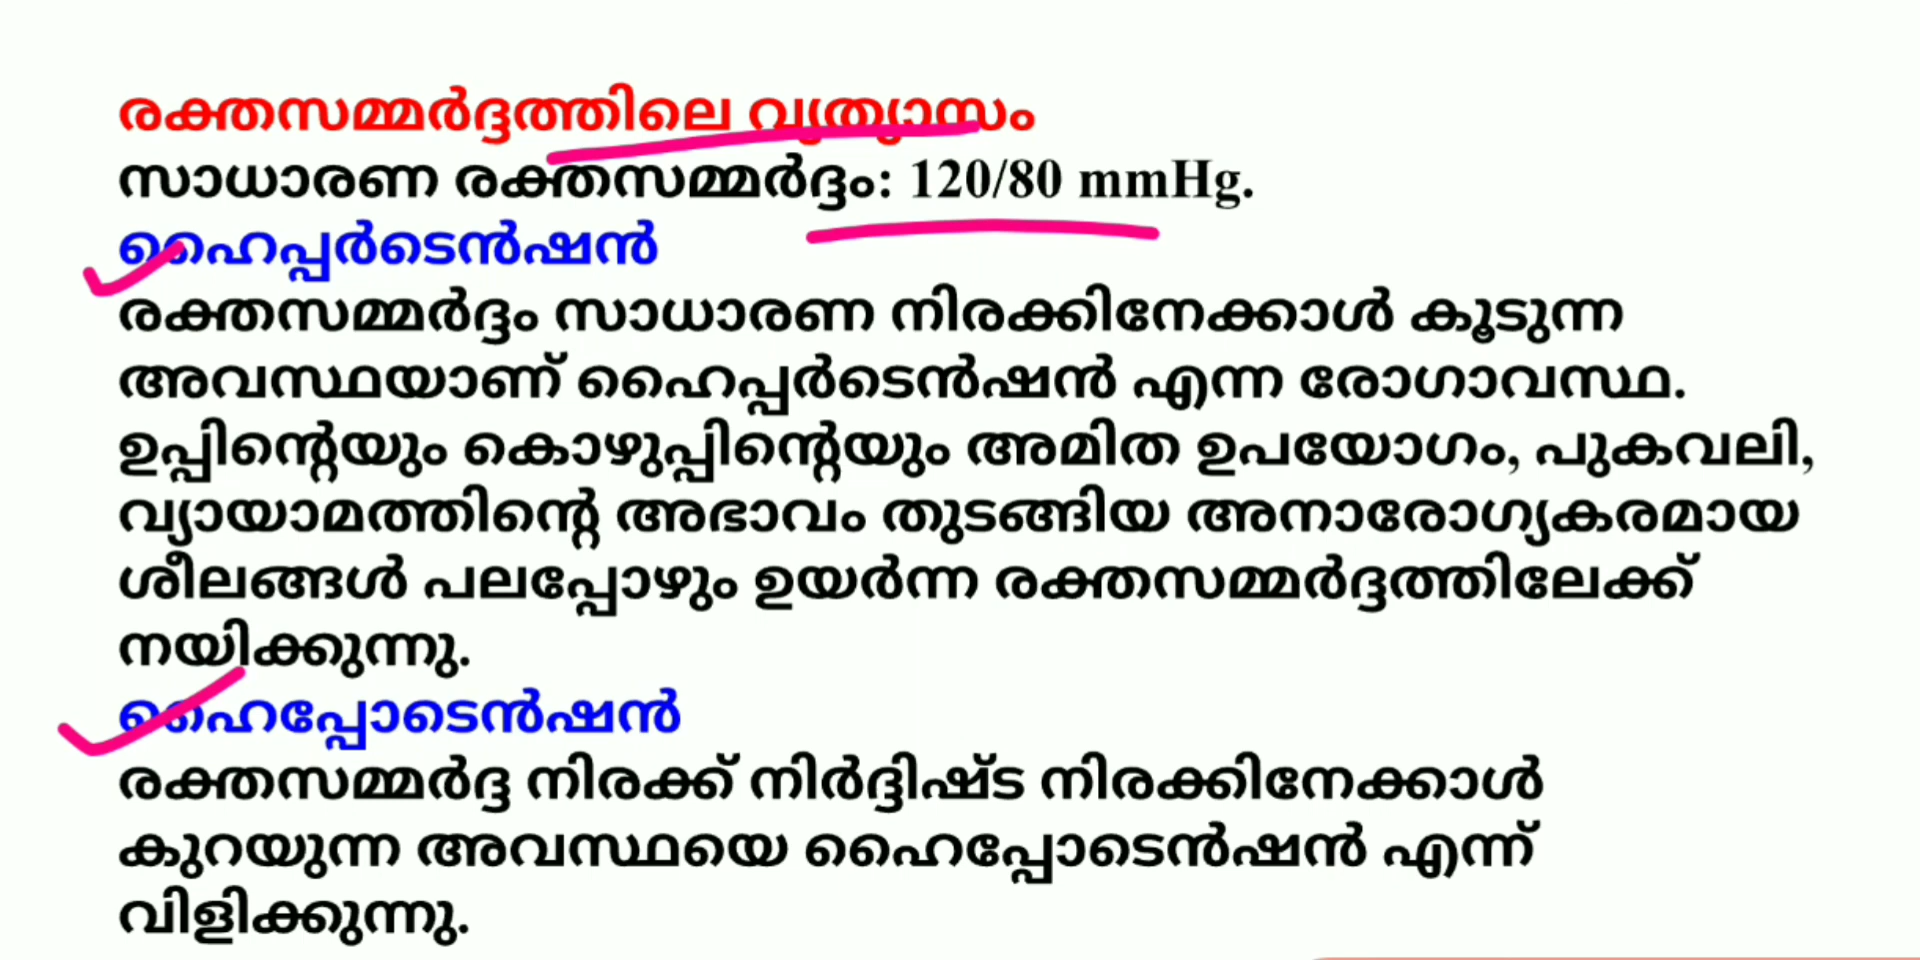 രക്തസമ്മർദ്ദത്തിലെ വ്യത്യാസം
സാധാരണ രക്തസമ്മർദ്ദം: 120/80 mmHg.
ഹൈപ്പർടെൻഷൻ
രക്തസമ്മർദ്ദം സാധാരണ നിരക്കിനേക്കാൾ കൂടുന്ന
അവസ്ഥയാണ് ഹൈപ്പർടെൻഷൻ എന്ന രോഗാവസ്ഥ.
ഉപ്പിന്റെയും കൊഴുപ്പിന്റെയും അമിത ഉപയോഗം, പുകവലി,
വ്യായാമത്തിന്റെ അഭാവം തുടങ്ങിയ അനാരോഗ്യകരമായ
ശീലങ്ങൾ പലപ്പോഴും ഉയർന്ന രക്തസമ്മർദ്ദത്തിലേക്ക്
നയിക്കുന്നു.
ഹൈപ്പോടെൻഷൻ
രക്തസമ്മർദ്ദ നിരക്ക് നിർദ്ദിഷ്ട നിരക്കിനേക്കാൾ
കുറയുന്ന അവസ്ഥയെ ഹൈപ്പോടെൻഷൻ എന്ന്
വിളിക്കുന്നു.